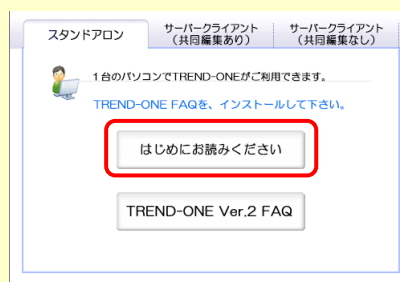 スタンドアロン
サーバークライアント
（共同編集あり）
サーバークライアント
（共同編集なし）
1台のパソコンでTREND-ONEがご利用できます。
TREND-ONE FAQを、インストールして下さい。
はじめにお読みください
TREND-ONE Ver.2 FAQ